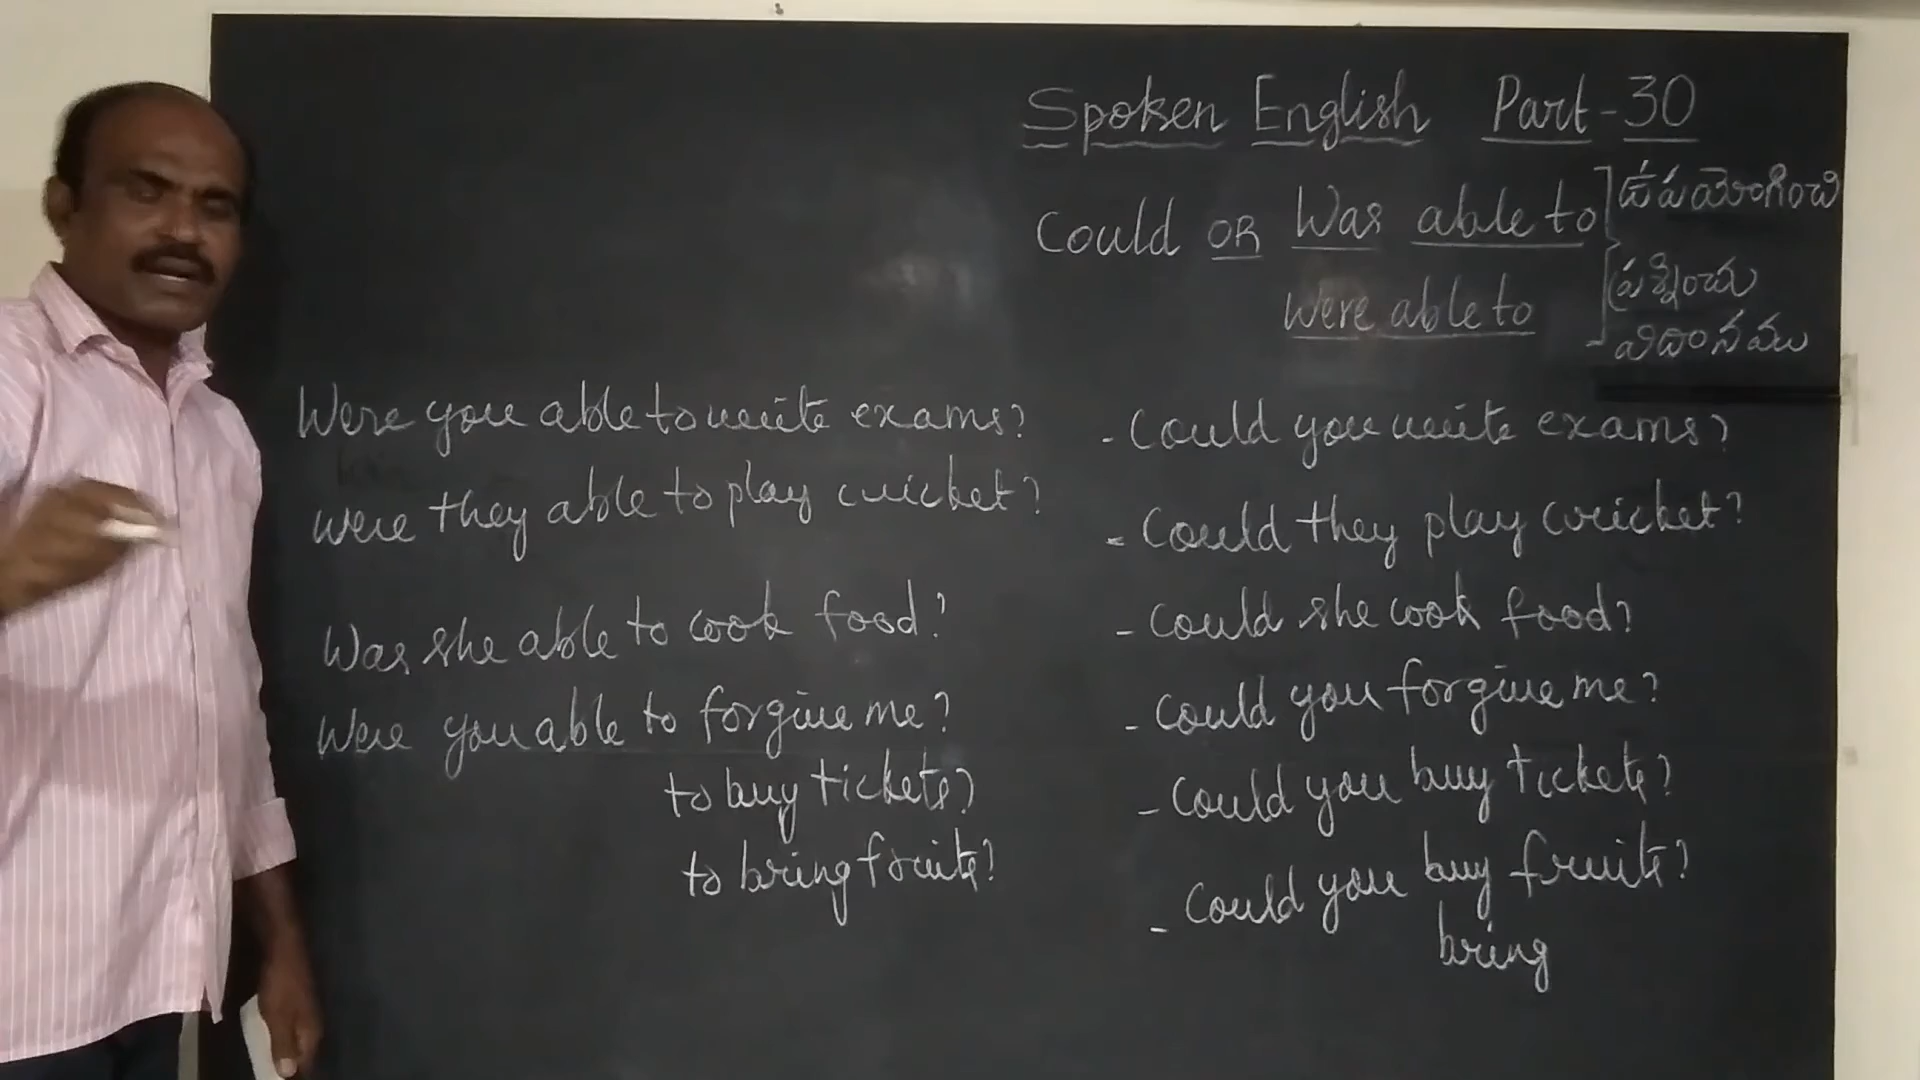 Spoken English Part-30
Could OR Was able to
Were able to
ఉపయోగించి
ప్రశ్నించు
విధానము
Were you able to write exams? - Could you write exams?
Were they able to play cricket? - Could they play cricket?
Was she able to cook food? - Could she cook food?
Were you able to forgive me? - Could you forgive me?
to buy tickets? - Could you buy tickets?
to bring fruits? - Could you buy fruits?
bring